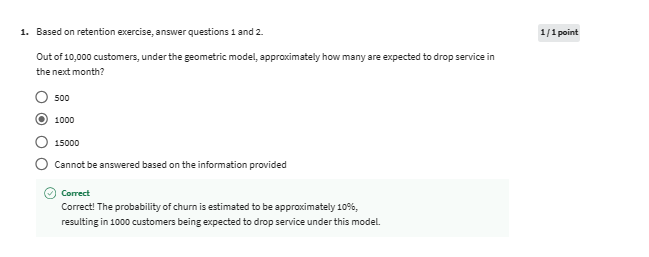 1. Based on retention exercise, answer questions 1 and 2.
1 / 1 point
Out of 10,000 customers, under the geometric model, approximately how many are expected to drop service in
the next month?
500
1000
15000
Cannot be answered based on the information provided
Correct
Correct! The probability of churn is estimated to be approximately 10%,
resulting in 1000 customers being expected to drop service under this model.